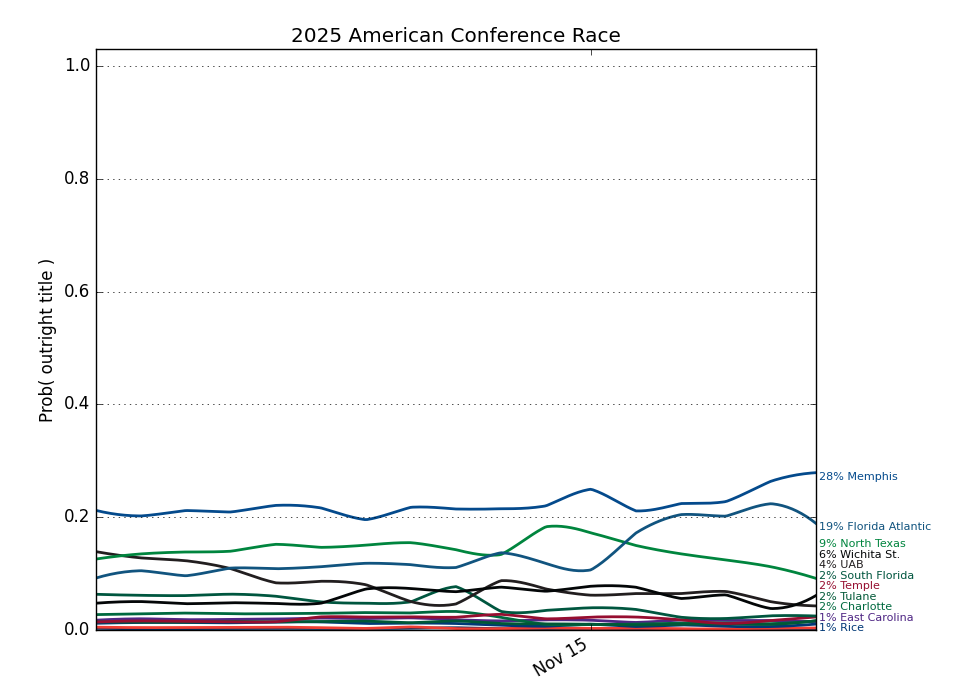 2025 American Conference Race
Prob( outright title )
1.0
0.8
0.6
0.4
0.2
0.0
Nov 15
28% Memphis
19% Florida Atlantic
9% North Texas
6% Wichita St.
4% UAB
2% South Florida
2% Temple
2% Tulane
2% Charlotte
1% East Carolina
1% Rice